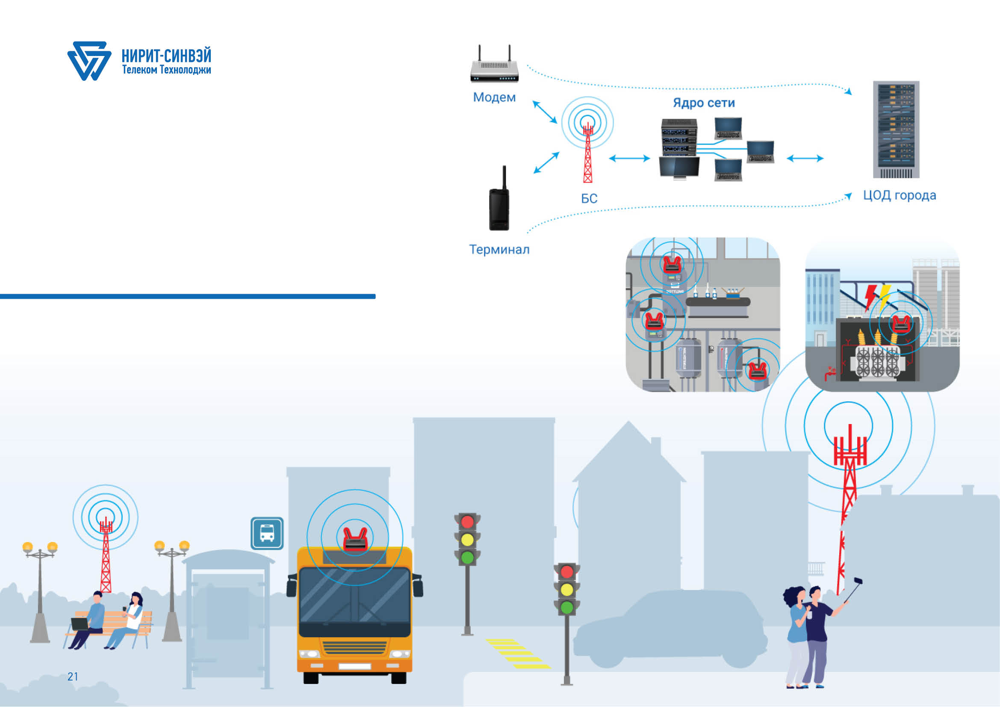 НИРИТ-СИНВЭЙ
Телеком Технолоджи
Модем
Ядро сети
БС
ЦОД города
Терминал
21